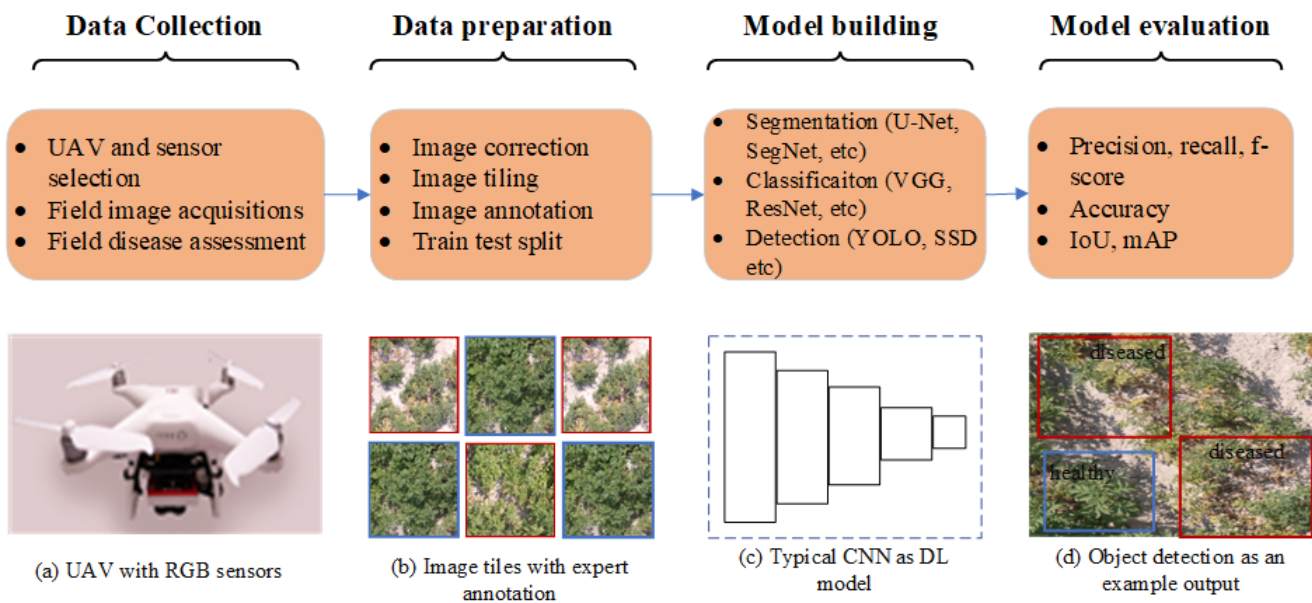 Data Collection
Data preparation
Model building
Model evaluation
• UAV and sensor
selection
• Field image acquisitions
• Field disease assessment
• Image correction
• Image tiling
• Image annotation
• Train test split
• Segmentation (U-Net,
SegNet, etc)
• Classificaiton (VGG,
ResNet, etc)
• Detection (YOLO, SSD
etc)
• Precision, recall, f-
score
• Accuracy
• IoU, mAP
diseased
diseased
healthy
(a) UAV with RGB sensors
(b) Image tiles with expert
annotation
(c) Typical CNN as DL
model
(d) Object detection as an
example output